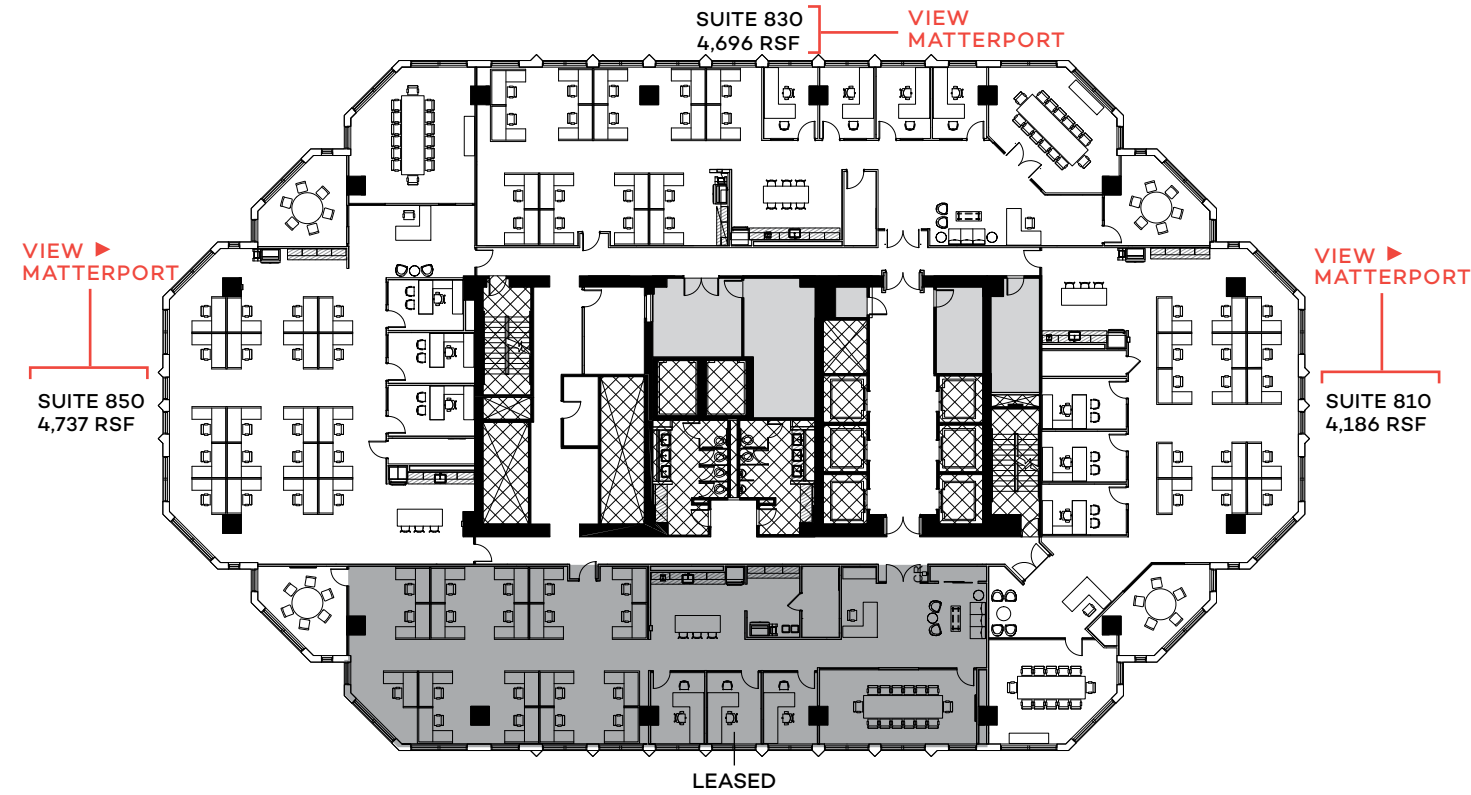 SUITE 830
4,696 RSF
VIEW
MATTERPORT
VIEW ►
MATTERPORT
SUITE 850
4,737 RSF
VIEW ►
MATTERPORT
SUITE 810
4,186 RSF
LEASED